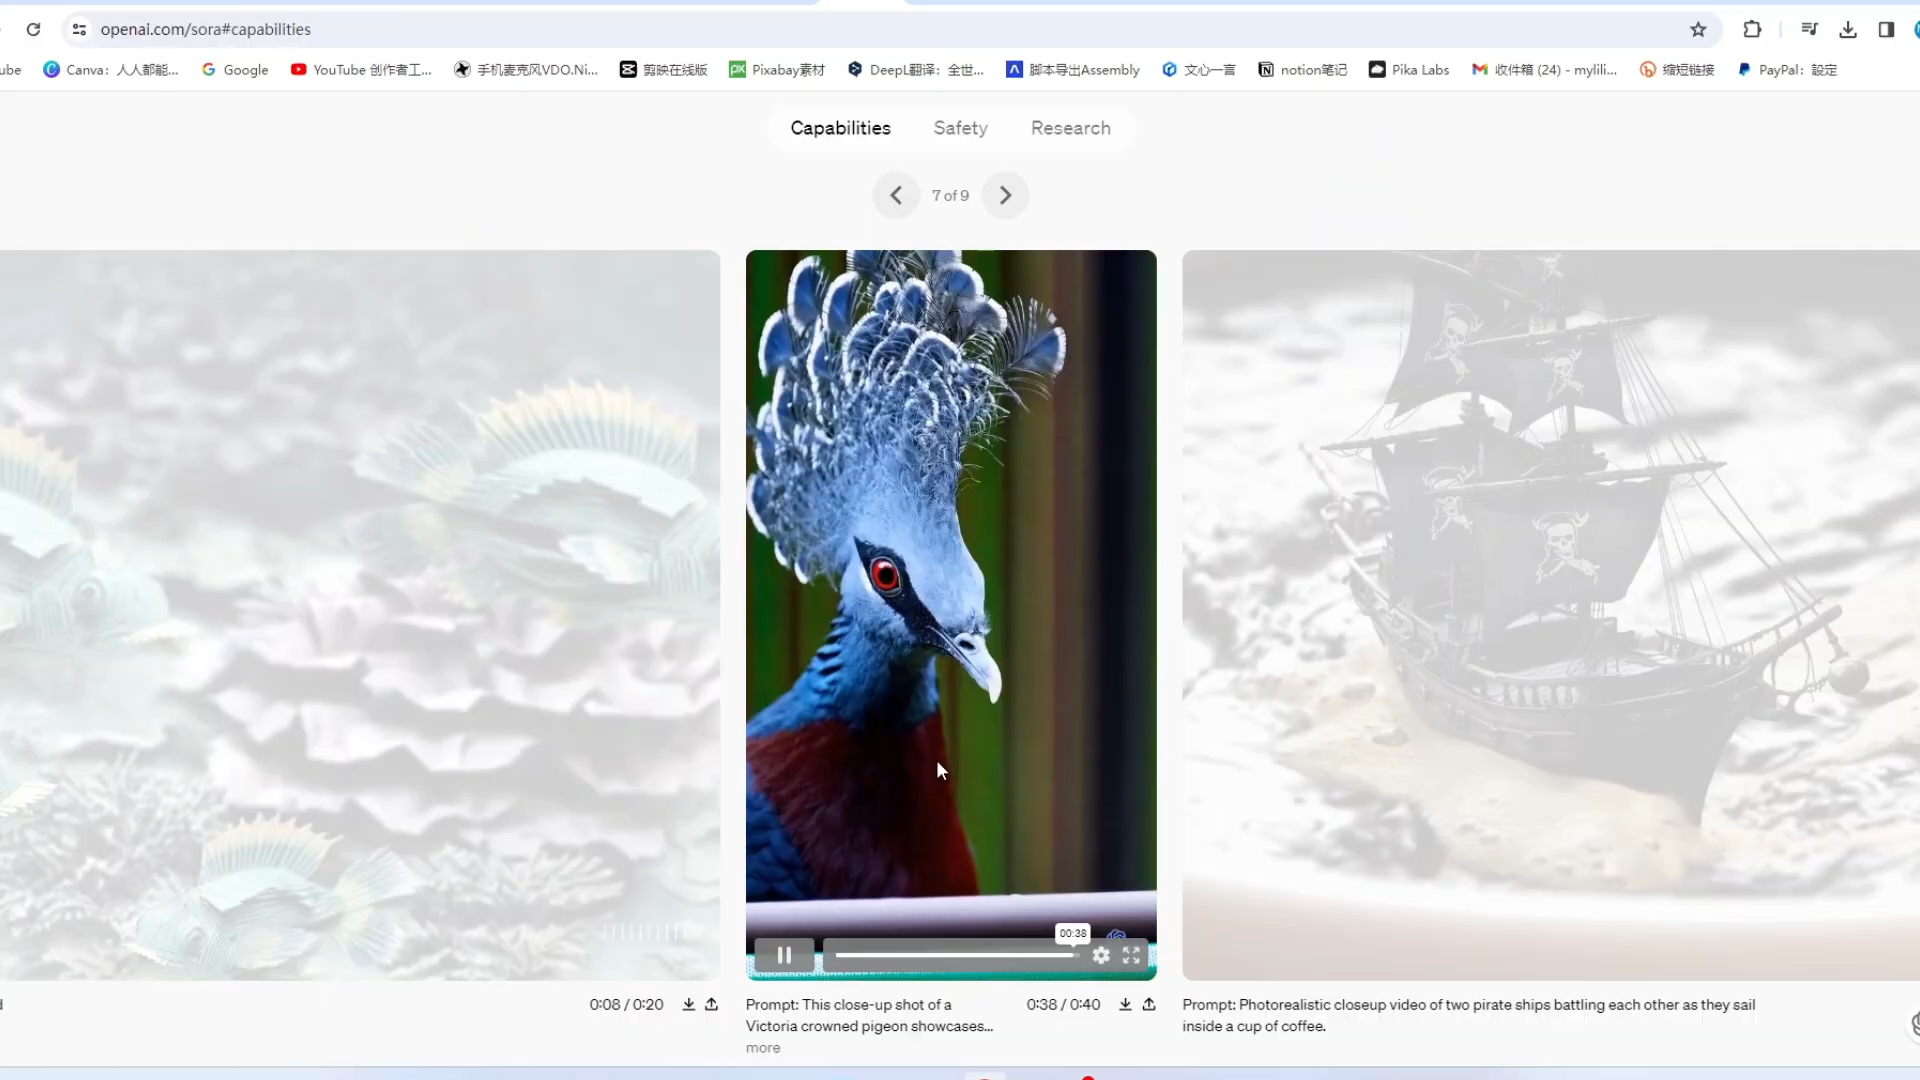 openai.com/sora#capabilities
ube Canva: 人人都能... Google YouTube 创作者工... 手机麦克风VDO.Ni... 剪映在线版 Pixabay素材 DeepL翻译: 全世... 脚本导出Assembly 文心一言 notion笔记 Pika Labs 收件箱 (24) - mylili... 缩短链接 PayPal: 設定
Capabilities Safety Research
7 of 9
00:38
d
0:08 / 0:20
Prompt: This close-up shot of a
Victoria crowned pigeon showcases...
more
0:38 / 0:40
Prompt: Photorealistic closeup video of two pirate ships battling each other as they sail
inside a cup of coffee.